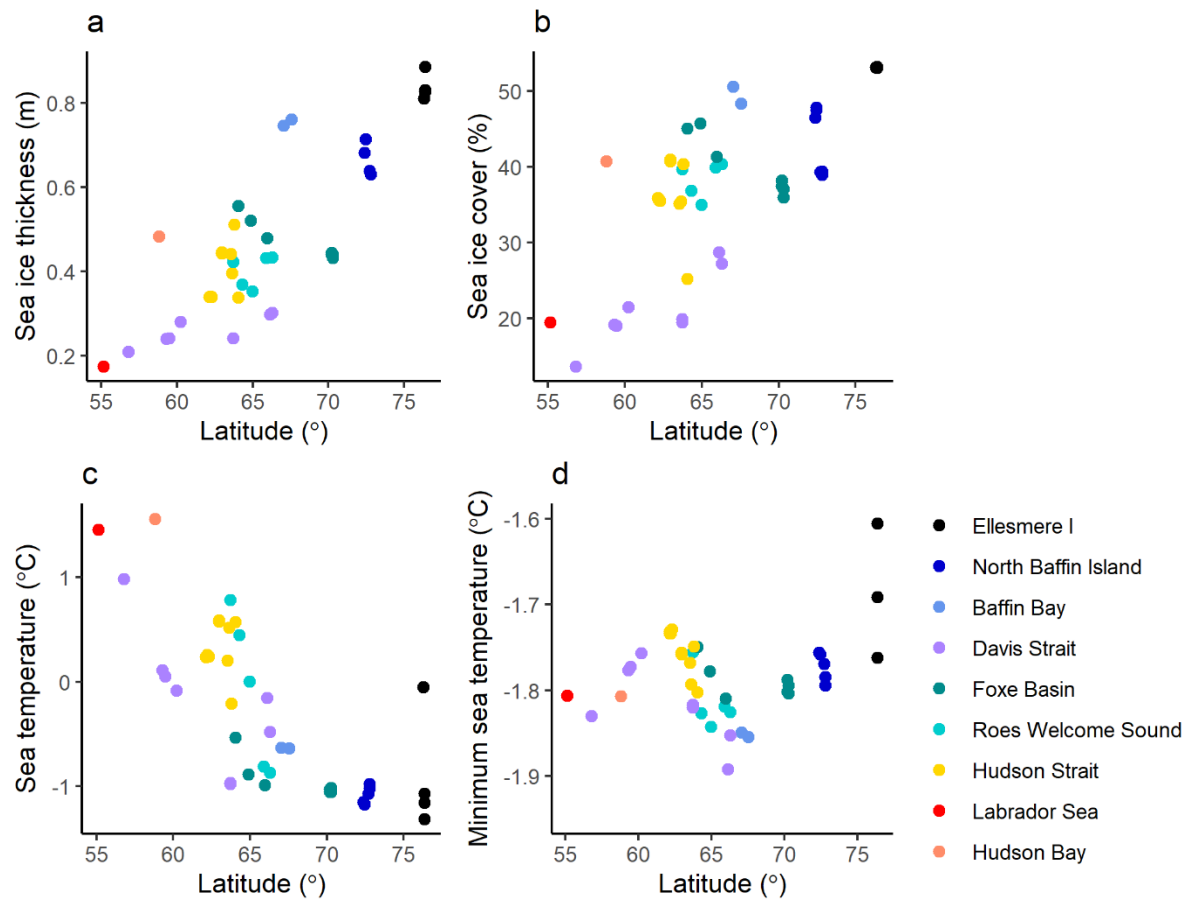 a
Sea ice thickness (m)
0.8
0.6
0.4
0.2
55 60 65 70 75
Latitude (°)
b
Sea ice cover (%)
50
40
30
20
55 60 65 70 75
Latitude (°)
c
Sea temperature (°C)
1
0
-1
55 60 65 70 75
Latitude (°)
d
Minimum sea temperature (°C)
-1.6
-1.7
-1.8
-1.9
55 60 65 70 75
Latitude (°)
Ellesmere I
North Baffin Island
Baffin Bay
Davis Strait
Foxe Basin
Roes Welcome Sound
Hudson Strait
Labrador Sea
Hudson Bay